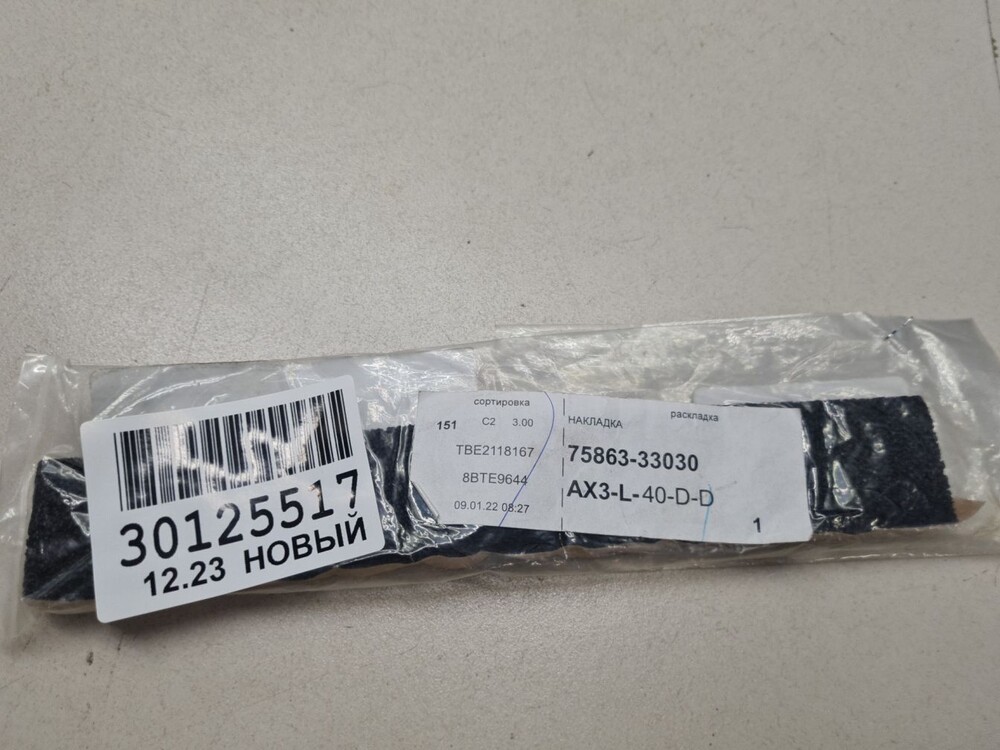 30125517
12.23 НОВЫЙ
сортировка
151 C2 3.00
TBE2118167
8BTE9644
09.01.22 08:27
раскладка
НАКЛАДКА
75863-33030
AX3-L-40-D-D
1